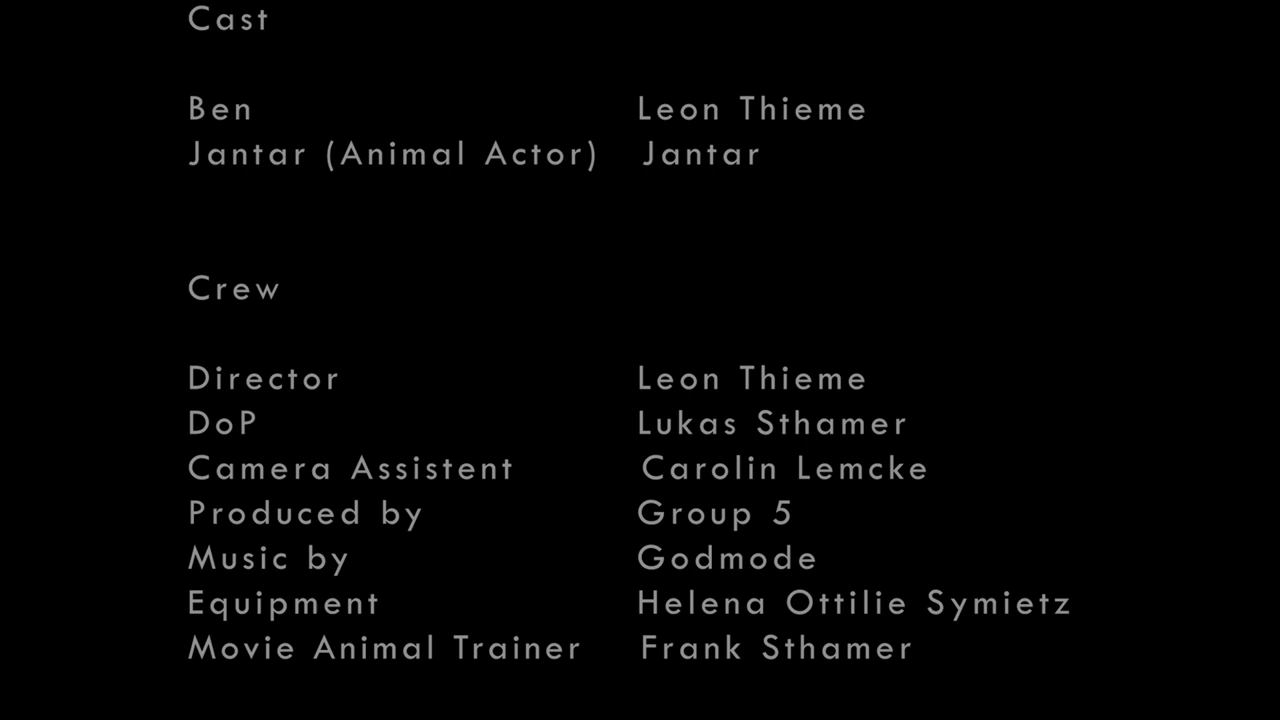 Cast
Ben Leon Thieme
Jantar (Animal Actor) Jantar
Crew
Director Leon Thieme
DoP Lukas Sthamer
Camera Assistent Carolin Lemcke
Produced by Group 5
Music by Godmode
Equipment Helena Ottilie Symietz
Movie Animal Trainer Frank Sthamer